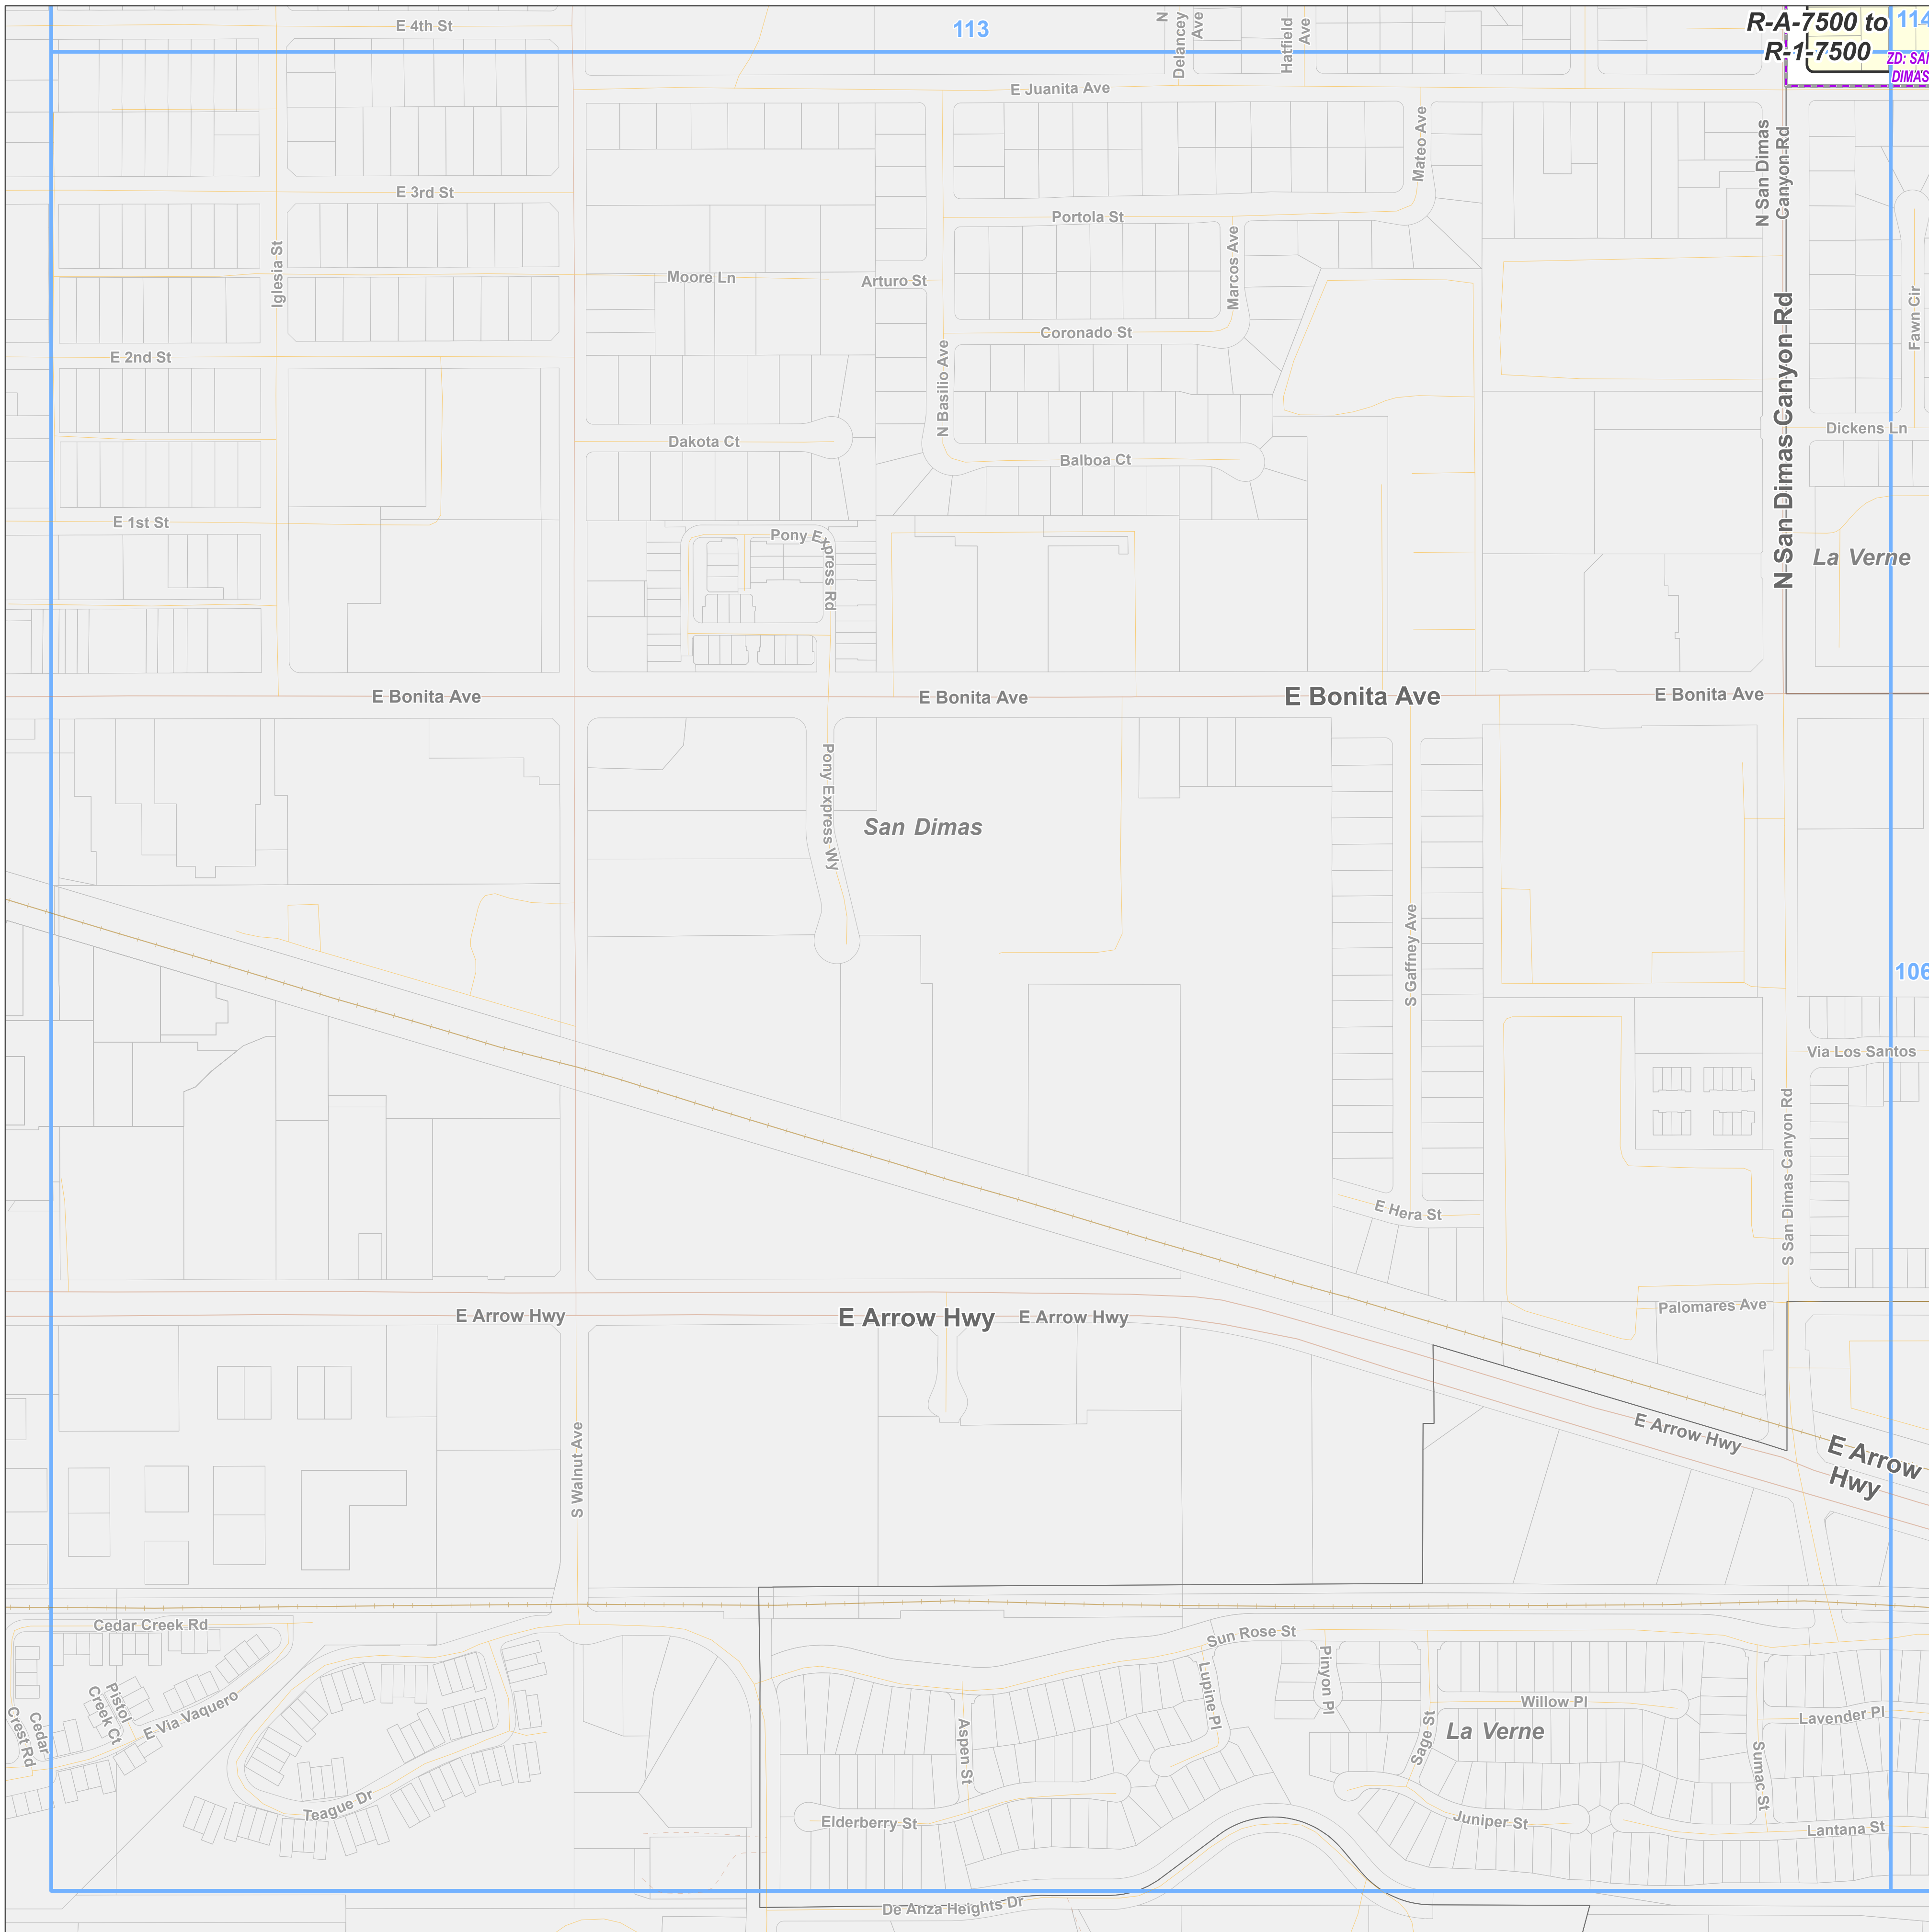 E 4th St
113
N
Delancey
Ave
Hatfield
Ave
R-A-7500 to
R-1-7500
114
ZD: SAN
DIMAS
E Juanita Ave
Mateo Ave
N San Dimas
Canyon Rd
E 3rd St
Portola St
Iglesia St
Moore Ln
Arturo St
Marcos Ave
Fawn Cir
Coronado St
E 2nd St
N Basilio Ave
N San Dimas Canyon Rd
Dakota Ct
Balboa Ct
Dickens Ln
E 1st St
Pony Express Rd
La Verne
E Bonita Ave
E Bonita Ave
E Bonita Ave
E Bonita Ave
Pony Express Wy
San Dimas
S Gaffney Ave
106
Via Los Santos
S San Dimas Canyon Rd
E Hera St
Palomares Ave
E Arrow Hwy
E Arrow Hwy
E Arrow Hwy
E Arrow Hwy
E Arrow
Hwy
S Walnut Ave
Cedar Creek Rd
Sun Rose St
Pistol
Creek Ct
E Via Vaquero
Cedar
Crest Rd
Lupine Pl
Pinyon Pl
Willow Pl
Lavender Pl
Aspen St
Sage St
La Verne
Sumac St
Teague Dr
Elderberry St
Juniper St
Lantana St
De Anza Heights Dr